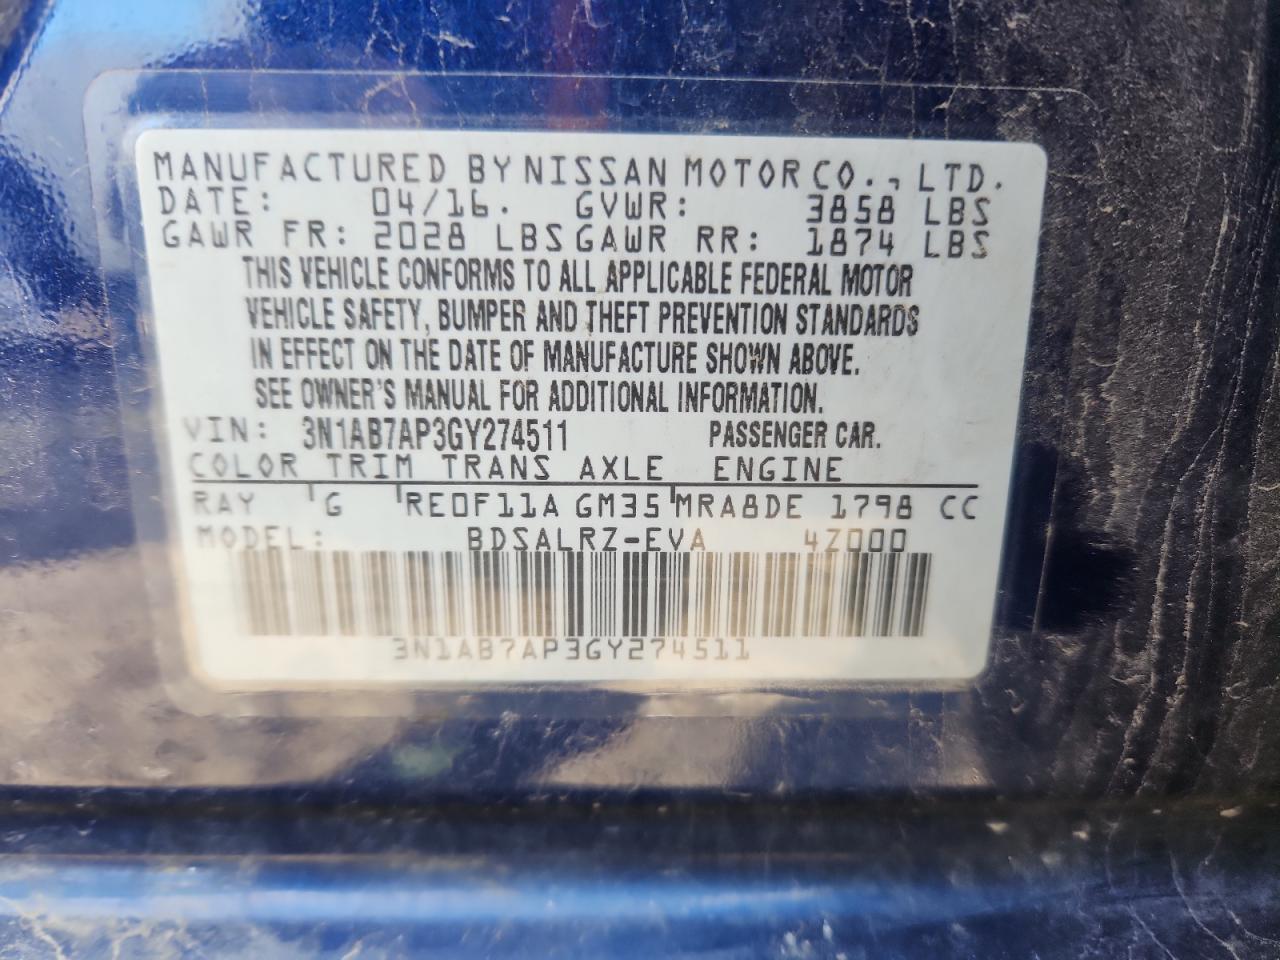 MANUFACTURED BY NISSAN MOTOR CO., LTD.
DATE: 04/16. GVWR: 3858 LBS
GAWR FR: 2028 LBS GAWR RR: 1874 LBS
THIS VEHICLE CONFORMS TO ALL APPLICABLE FEDERAL MOTOR
VEHICLE SAFETY, BUMPER AND THEFT PREVENTION STANDARDS
IN EFFECT ON THE DATE OF MANUFACTURE SHOWN ABOVE.
SEE OWNER'S MANUAL FOR ADDITIONAL INFORMATION.
VIN: 3N1AB7AP3GY274511 PASSENGER CAR.
COLOR TRIM TRANS AXLE ENGINE
RAY G RE0F11A GM35 MRA8DE 1798 CC
MODEL: BDSALRZ-EVA 4Z000
3N1AB7AP3GY274511